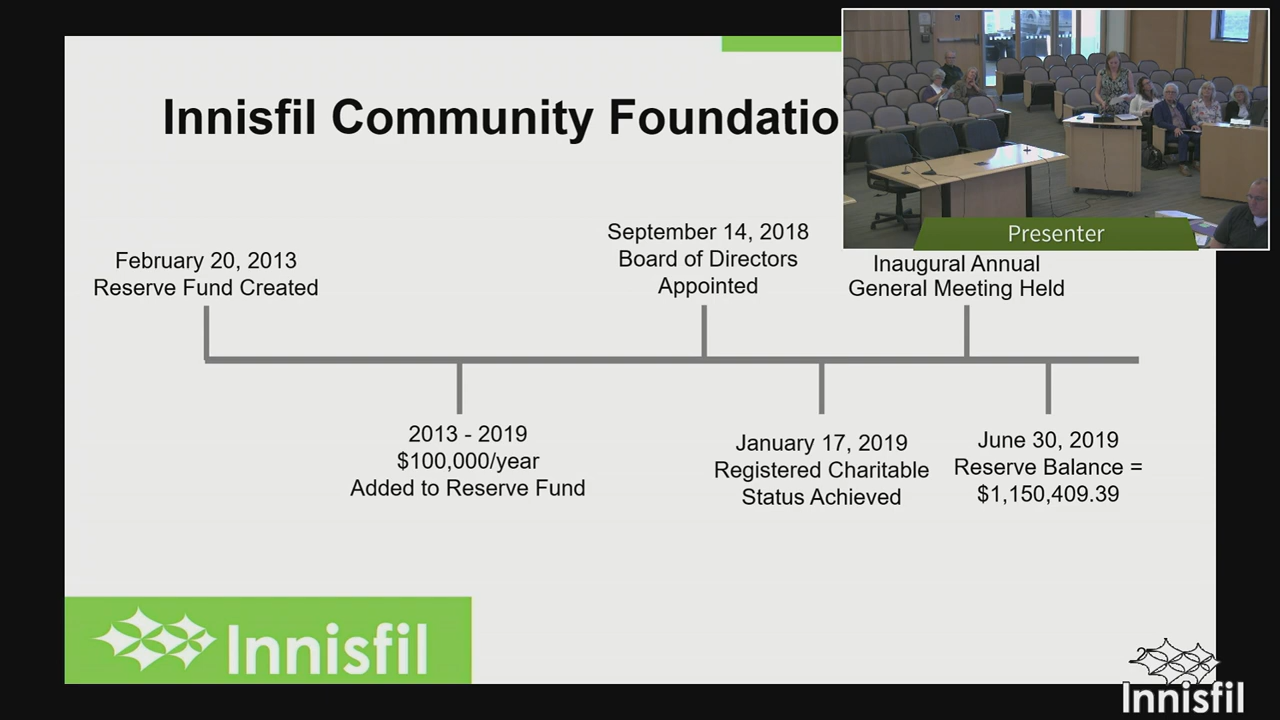 Innisfil Community Foundatio
Presenter
February 20, 2013
Reserve Fund Created
September 14, 2018
Board of Directors
Appointed
Inaugural Annual
General Meeting Held
2013 - 2019
$100,000/year
Added to Reserve Fund
January 17, 2019
Registered Charitable
Status Achieved
June 30, 2019
Reserve Balance =
$1,150,409.39
Innisfil
Innisfil